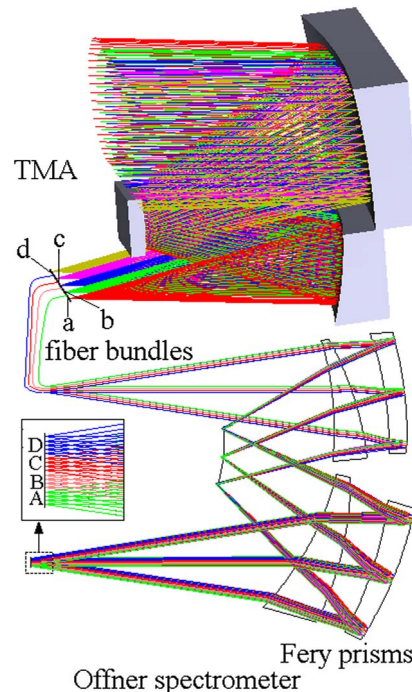 TMA
d
c
a
b
fiber bundles
D
C
B
A
Fery prisms
Offner spectrometer